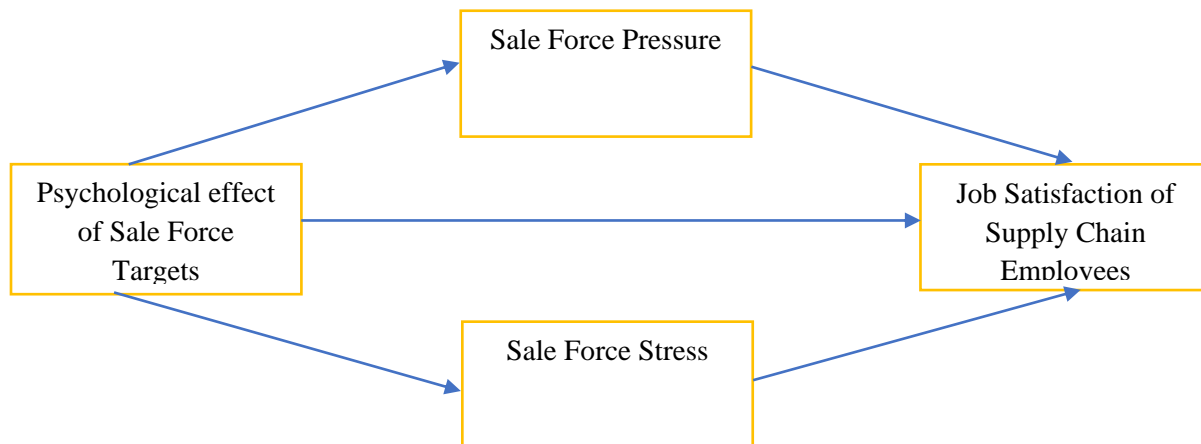 Sale Force Pressure
Psychological effect
of Sale Force
Targets
Job Satisfaction of
Supply Chain
Employees
Sale Force Stress